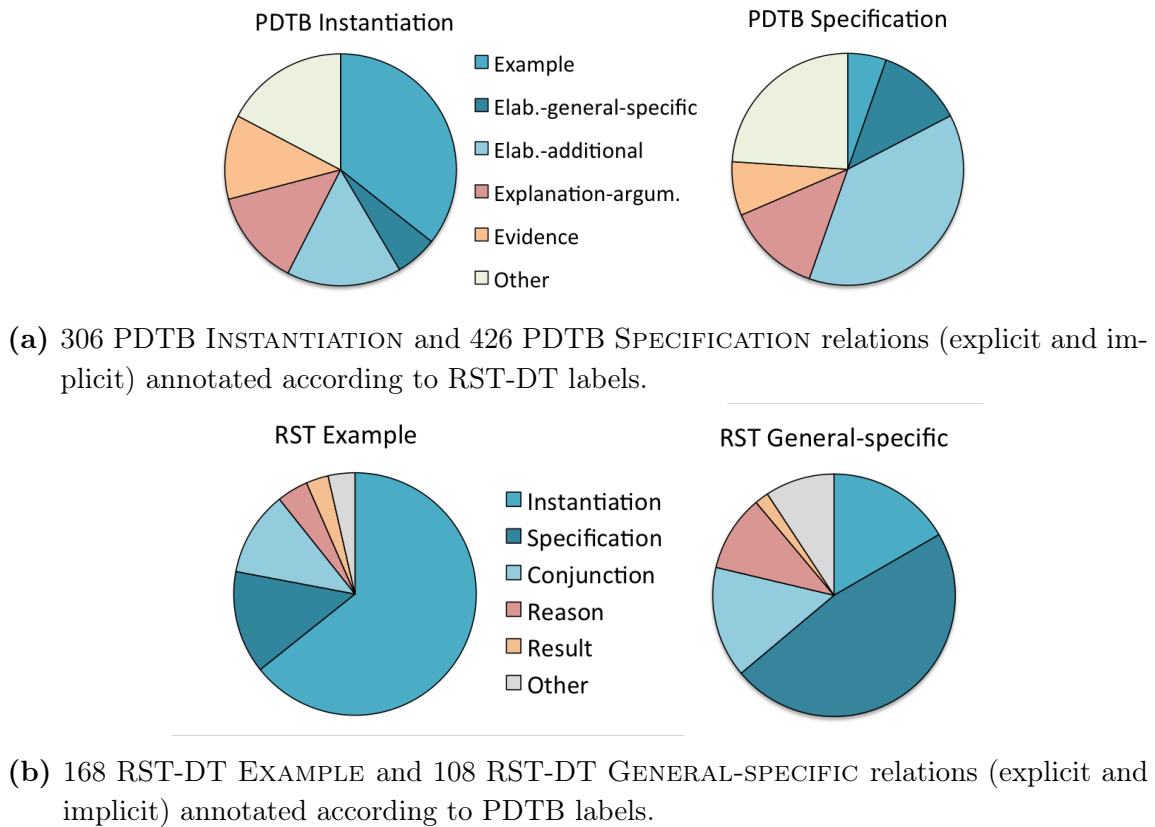 PDTB Instantiation
PDTB Specification
Example
Elab.-general-specific
Elab.-additional
Explanation-argum.
Evidence
Other
(a) 306 PDTB INSTANTIATION and 426 PDTB SPECIFICATION relations (explicit and im-
plicit) annotated according to RST-DT labels.
RST Example
RST General-specific
Instantiation
Specification
Conjunction
Reason
Result
Other
(b) 168 RST-DT EXAMPLE and 108 RST-DT GENERAL-SPECIFIC relations (explicit and
implicit) annotated according to PDTB labels.